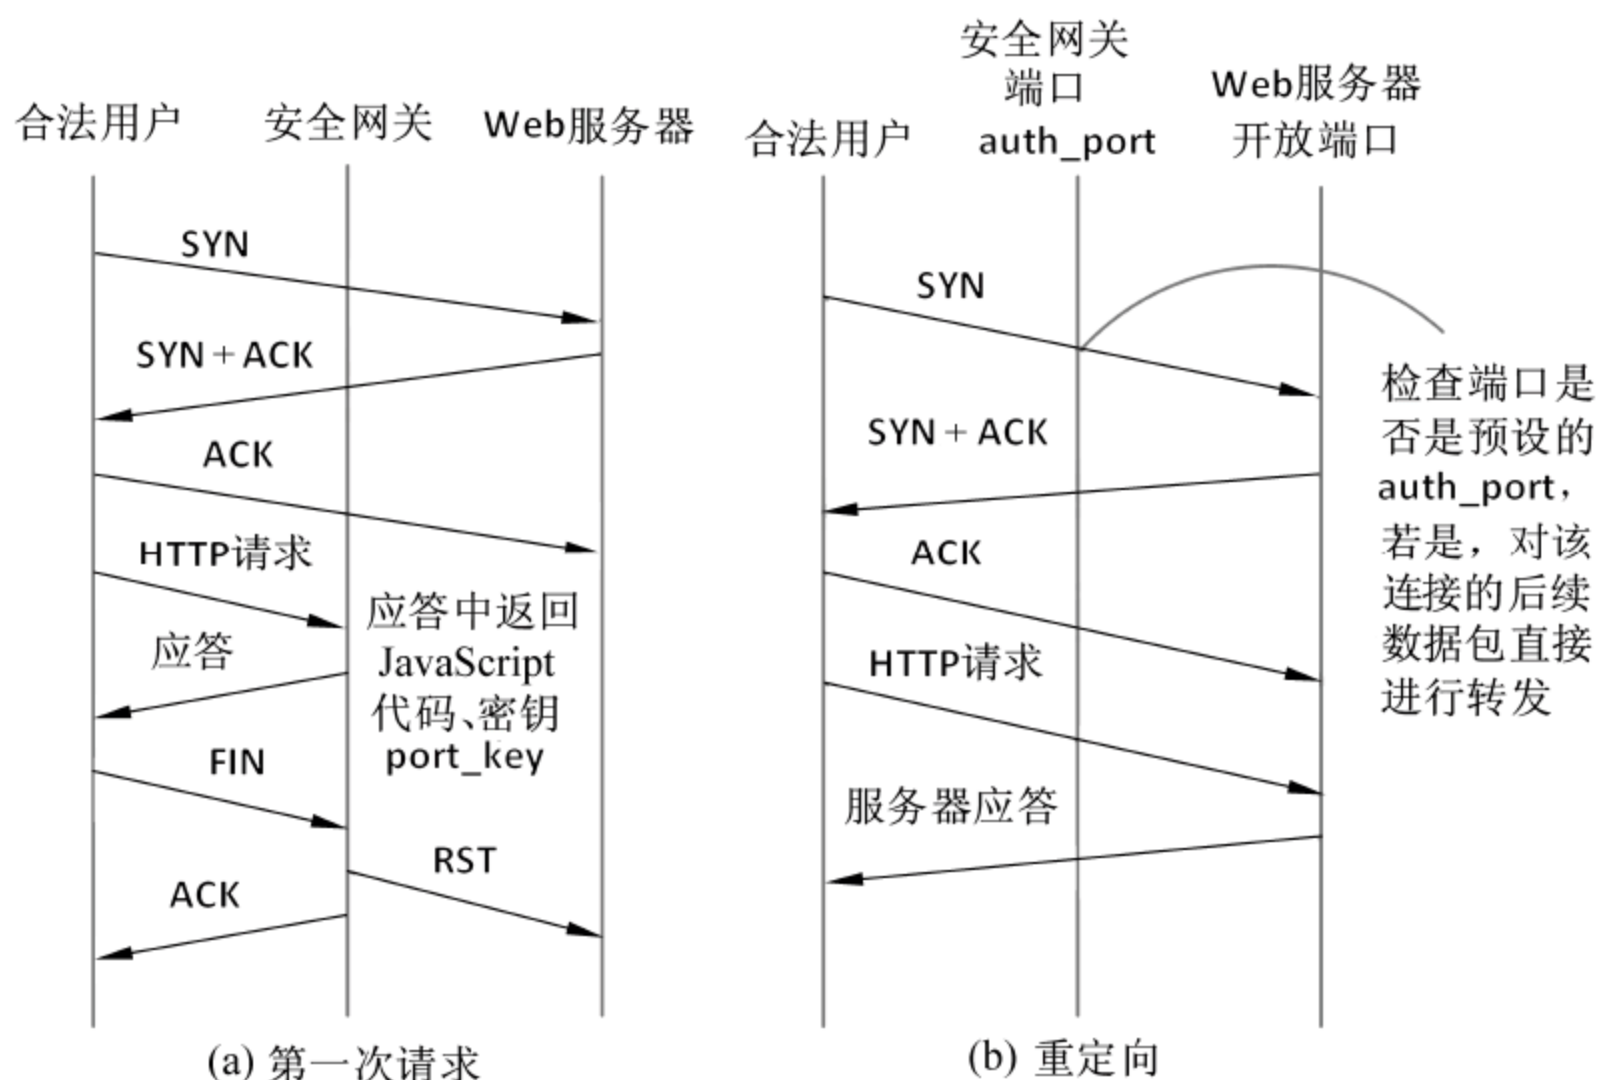 合法用户
安全网关
Web服务器
SYN
SYN+ACK
ACK
HTTP请求
应答
应答中返回
JavaScript
代码、密钥
port_key
FIN
RST
ACK
(a) 第一次请求
合法用户
安全网关
端口
auth_port
Web服务器
开放端口
SYN
SYN+ACK
ACK
HTTP请求
服务器应答
检查端口是
否是预设的
auth_port，
若是，对该
连接的后续
数据包直接
进行转发
(b) 重定向